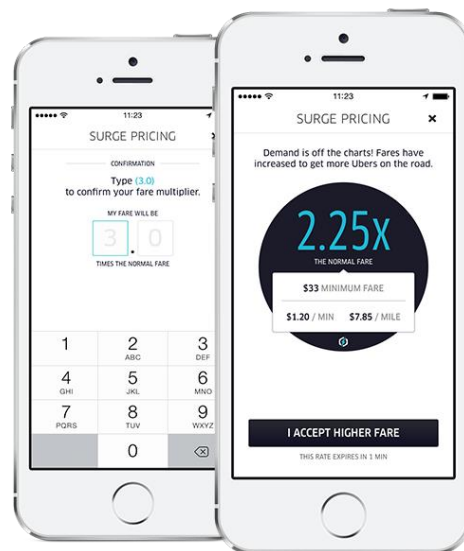 11:23
SURGE PRICING
CONFIRMATION
Type (3.0)
to confirm your fare multiplier.
MY FARE WILL BE
3.0
TIMES THE NORMAL FARE
1
2
ABC
3
DEF
4
GHI
5
JKL
6
MNO
7
PQRS
8
TUV
9
WXYZ
0
11:23
SURGE PRICING
Demand is off the charts! Fares have
increased to get more Ubers on the road.
2.25x
THE NORMAL FARE
$33 MINIMUM FARE
$1.20 / MIN $7.85 / MILE
I ACCEPT HIGHER FARE
THIS RATE EXPIRES IN 1 MIN